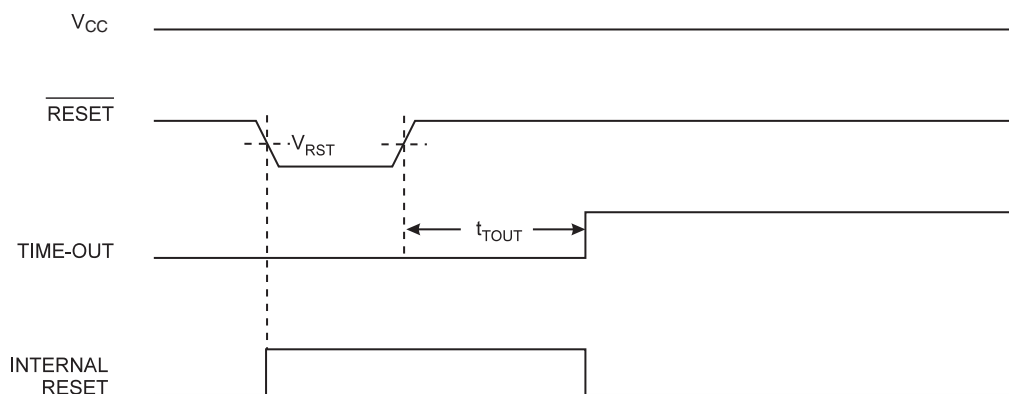 VCC
RESET
VRST
tTOUT
TIME-OUT
INTERNAL
RESET